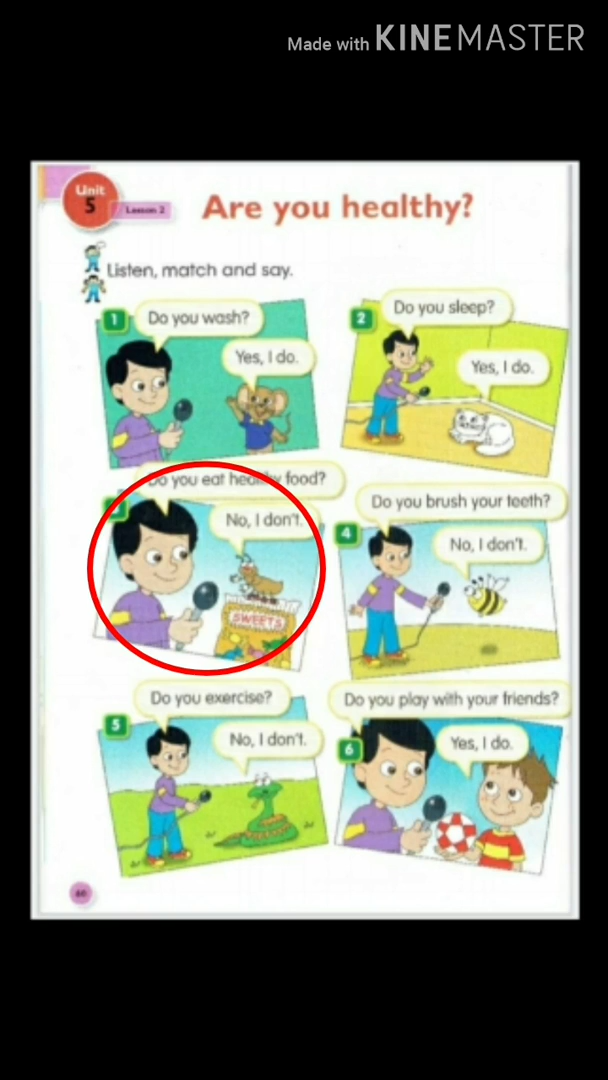 Made with KINEMASTER
Unit
5
Lesson 2
Are you healthy?
Listen, match and say.
1
Do you wash?
Yes, I do.
2
Do you sleep?
Yes, I do.
Do you eat healthy food?
No, I don't.
SWEETS
4
Do you brush your teeth?
No, I don't.
5
Do you exercise?
No, I don't.
6
Do you play with your friends?
Yes, I do.
60